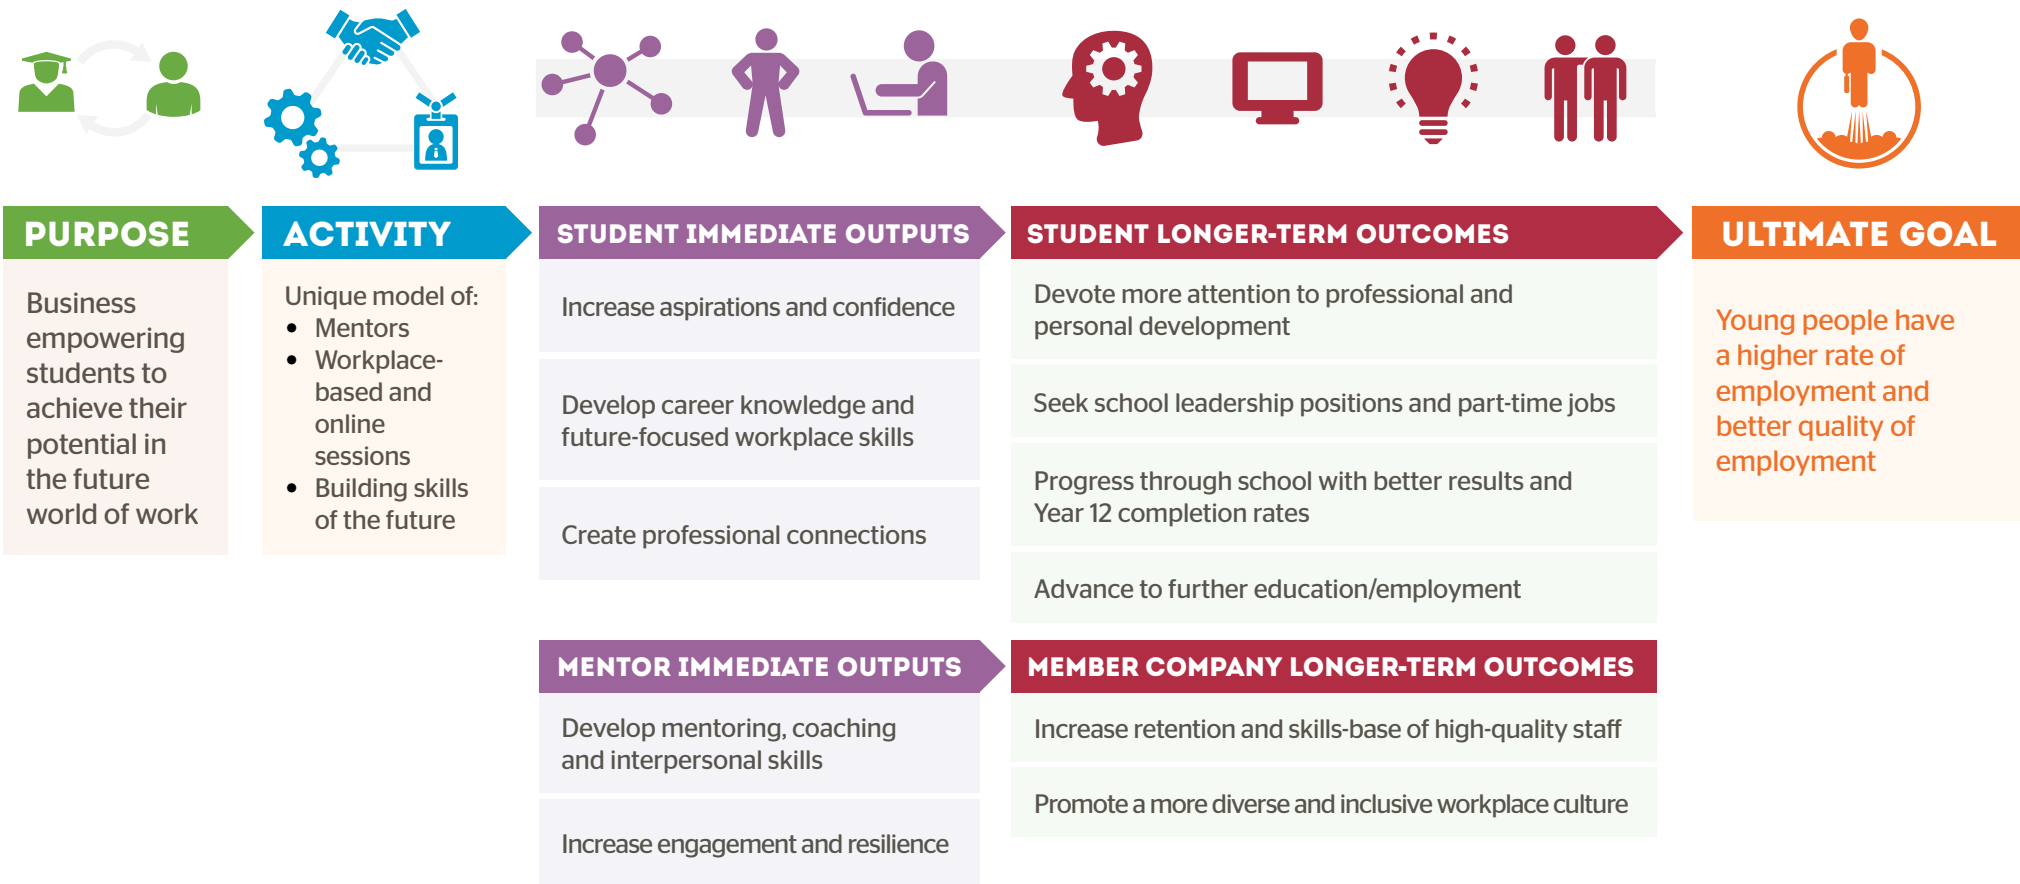 PURPOSE
Business
empowering
students to
achieve their
potential in
the future
world of work
ACTIVITY
Unique model of:
• Mentors
• Workplace-
based and
online
sessions
• Building skills
of the future
STUDENT IMMEDIATE OUTPUTS
Increase aspirations and confidence
Develop career knowledge and
future-focused workplace skills
Create professional connections
STUDENT LONGER-TERM OUTCOMES
Devote more attention to professional and
personal development
Seek school leadership positions and part-time jobs
Progress through school with better results and
Year 12 completion rates
Advance to further education/employment
ULTIMATE GOAL
Young people have
a higher rate of
employment and
better quality of
employment
MENTOR IMMEDIATE OUTPUTS
Develop mentoring, coaching
and interpersonal skills
Increase engagement and resilience
MEMBER COMPANY LONGER-TERM OUTCOMES
Increase retention and skills-base of high-quality staff
Promote a more diverse and inclusive workplace culture